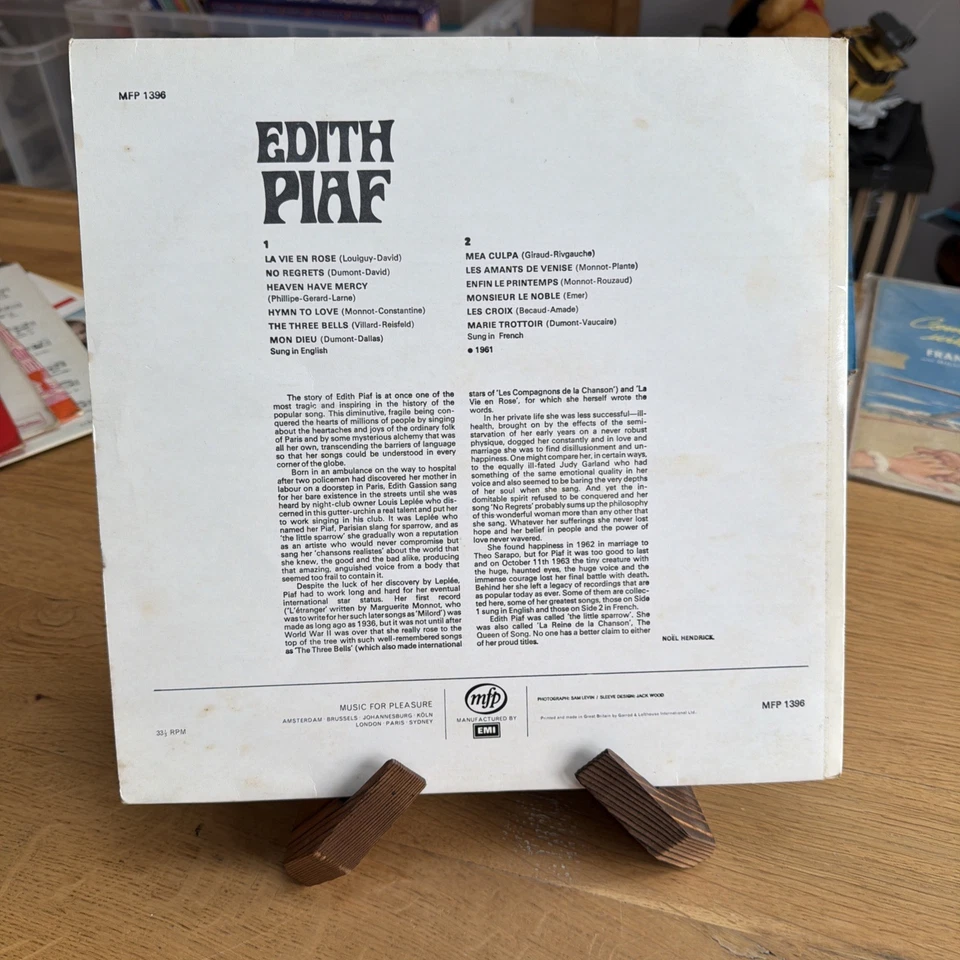 MFP 1396
EDITH
PIAF
1
LA VIE EN ROSE (Louiguy-David)
NO REGRETS (Dumont-David)
HEAVEN HAVE MERCY
(Phillipe-Gerard-Larne)
HYMN TO LOVE (Monnot-Constantine)
THE THREE BELLS (Villard-Reisfeld)
MON DIEU (Dumont-Dallas)
Sung in English
2
MEA CULPA (Giraud-Rivgauche)
LES AMANTS DE VENISE (Monnot-Plante)
ENFIN LE PRINTEMPS (Monnot-Rouzaud)
MONSIEUR LE NOBLE (Emer)
LES CROIX (Becaud-Amade)
MARIE TROTTOIR (Dumont-Vaucaire)
Sung in French
● 1961
The story of Edith Piaf is at once one of the
most tragic and inspiring in the history of the
popular song. This diminutive, fragile being con-
quered the hearts of millions of people by singing
about the heartaches and joys of the ordinary folk
of Paris and by some mysterious alchemy that was
all her own, transcending the barriers of language
so that her songs could be understood in every
corner of the globe.
Born in an ambulance on the way to hospital
after two policemen had discovered her mother in
labour on a doorstep in Paris, Edith Gassion sang
for her bare existence in the streets until she was
heard by night-club owner Louis Leplée who dis-
cerned in this gutter-urchin a real talent and put her
to work singing in his club. It was Leplée who
named her Piaf, Parisian slang for sparrow, and as
'the little sparrow' she gradually won a reputation
as an artiste who would never compromise but
sang her 'chansons realistes' about the world that
she knew, the good and the bad alike, producing
that amazing, anguished voice from a body that
seemed too frail to contain it.
Despite the luck of her discovery by Leplée,
Piaf had to work long and hard for her eventual
international star status. Her first record
('L'étranger' written by Marguerite Monnot, who
was to write for her such later songs as 'Milord') was
made as long ago as 1936, but it was not until after
World War II was over that she really rose to the
top of the tree with such well-remembered songs
as 'The Three Bells' (which also made international
stars of 'Les Compagnons de la Chanson') and 'La
Vie en Rose', for which she herself wrote the
words.
In her private life she was less successful—ill-
health, brought on by the effects of the semi-
starvation of her early years on a never robust
physique, dogged her constantly and in love and
marriage she was to find disillusionment and un-
happiness. One might compare her, in certain ways,
to the equally ill-fated Judy Garland who had
something of the same emotional quality in her
voice and also seemed to be baring the very depths
of her soul when she sang. And yet the in-
domitable spirit refused to be conquered and her
song 'No Regrets' probably sums up the philosophy
of this wonderful woman more than any other that
she sang. Whatever her sufferings she never lost
hope and her belief in people and the power of
love never wavered.
She found happiness in 1962 in marriage to
Theo Sarapo, but for Piaf it was too good to last
and on October 11th 1963 the tiny creature with
the huge, haunted eyes, the huge voice and the
immense courage lost her final battle with death.
Behind her she left a legacy of recordings that are
as popular today as ever. Some of them are collec-
ted here, some of her greatest songs, those on Side
1 sung in English and those on Side 2 in French.
Edith Piaf was called 'the little sparrow'. She
was also called 'La Reine de la Chanson', The
Queen of Song. No one has a better claim to either
of her proud titles.
NOËL HENDRICK.
33⅓ RPM
MUSIC FOR PLEASURE
AMSTERDAM · BRUSSELS · JOHANNESBURG · KÖLN
LONDON · PARIS · SYDNEY
mfp
MANUFACTURED BY
EMI
PHOTOGRAPH: SAM LEVIN / SLEEVE DESIGN: JACK WOOD
Printed and made in Great Britain by Garrod & Lofthouse International Ltd.
MFP 1396
FRAN